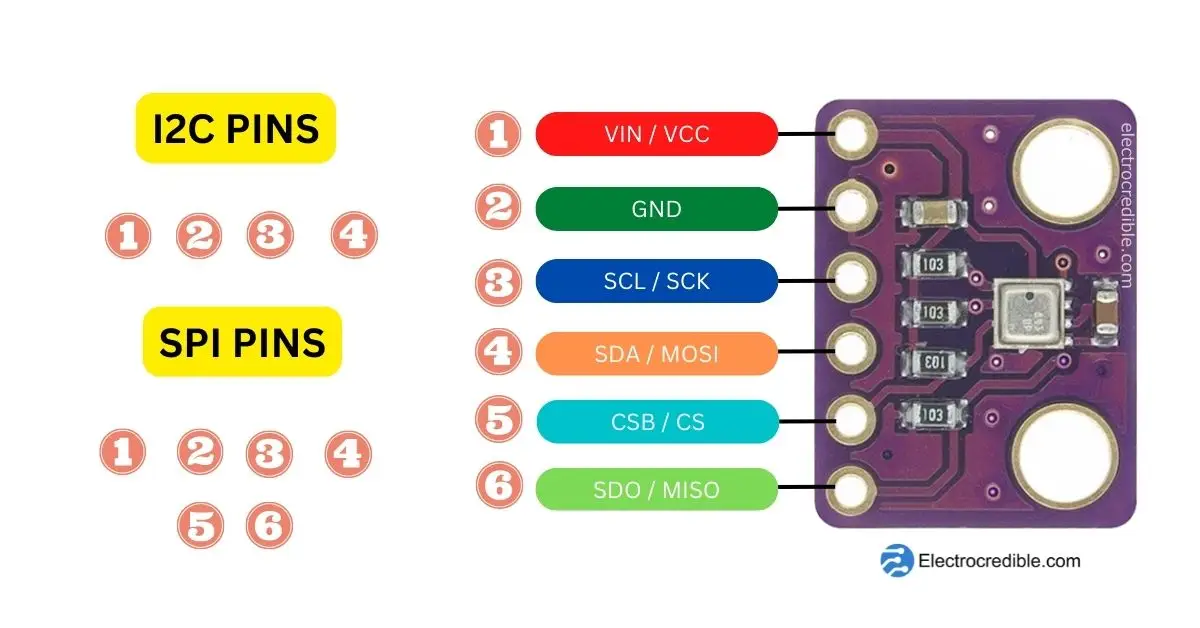 I2C PINS
1 2 3 4
SPI PINS
1 2 3 4
5 6
1 VIN / VCC
2 GND
3 SCL / SCK
4 SDA / MOSI
5 CSB / CS
6 SDO / MISO
103
103
103
103
electrocredible.com
Electrocredible.com